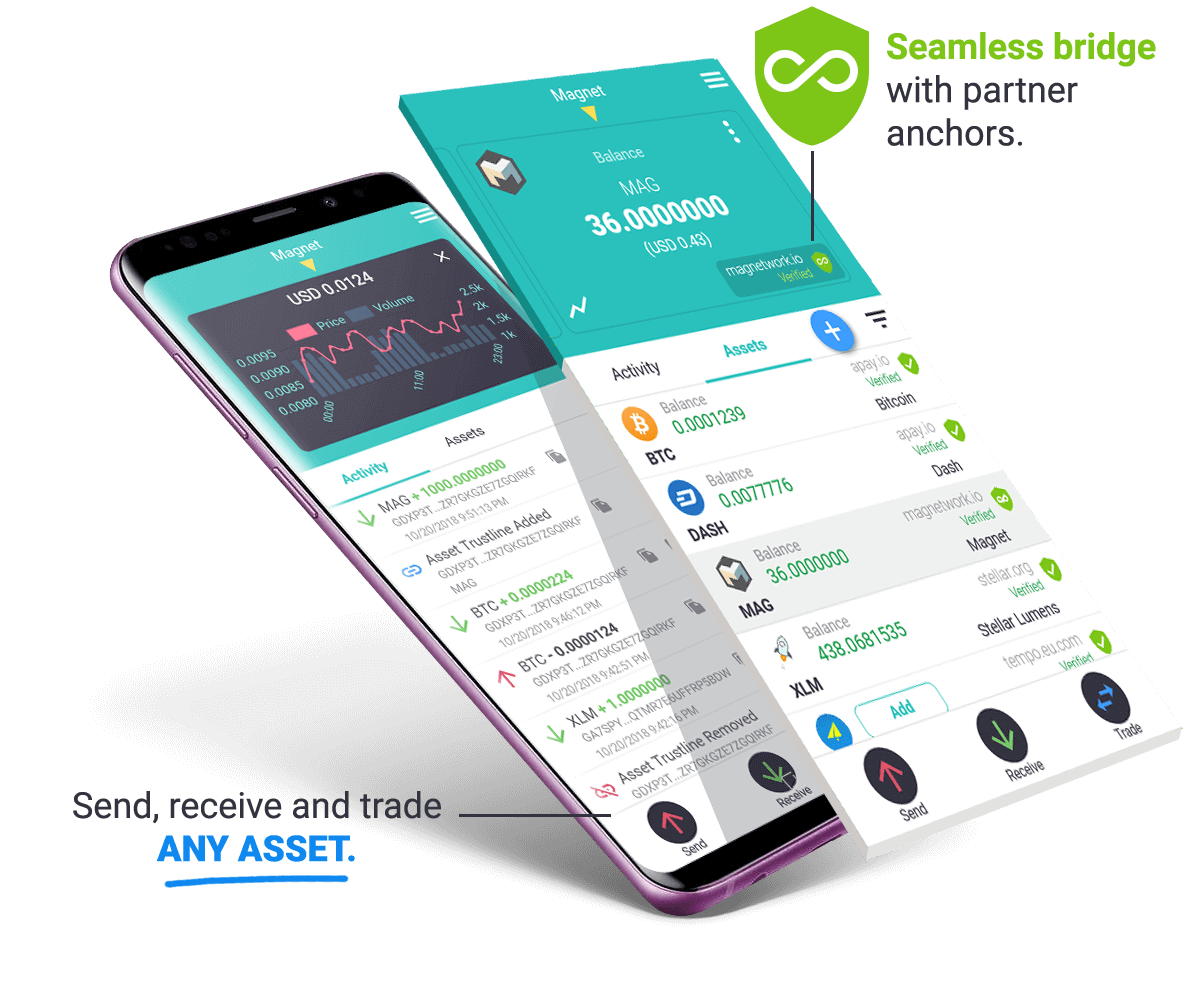 Seamless bridge
with partner
anchors.
Magnet
Balance
MAG
36.0000000
(USD 0.43)
magnetwork.io
Verified
Activity
Assets
apay.io
Verified
Balance
0.0001239
Bitcoin
BTC
apay.io
Verified
Balance
0.0077776
Dash
DASH
magnetwork.io
Verified
Balance
36.0000000
Magnet
MAG
stellar.org
Verified
Balance
438.0681535
Stellar Lumens
XLM
tempo.eu.com
Verified
Add
Send
Receive
Trade
Magnet
USD 0.0124
Price
Volume
0.0095
0.0090
0.0085
0.0080
2.5k
2k
1.5k
1k
00:00
11:00
23:00
Activity
Assets
MAG + 1000.0000000
GDXP3T...ZR7GKGZE7ZGQIRKF
10/20/2018 9:51:13 PM
Asset Trustline Added
GDXP3T...ZR7GKGZE7ZGQIRKF
MAG
BTC + 0.0000224
GDXP3T...ZR7GKGZE7ZGQIRKF
10/20/2018 9:46:12 PM
BTC - 0.0000124
GDXP3T...ZR7GKGZE7ZGQIRKF
10/20/2018 9:42:51 PM
XLM + 1.0000000
GA7SPY...QTMR7E6UFFRP5BDW
10/20/2018 9:42:16 PM
Asset Trustline Removed
GDXP3T...ZR7GKGZE7ZGQIRKF
Send
Receive
Send, receive and trade
ANY ASSET.